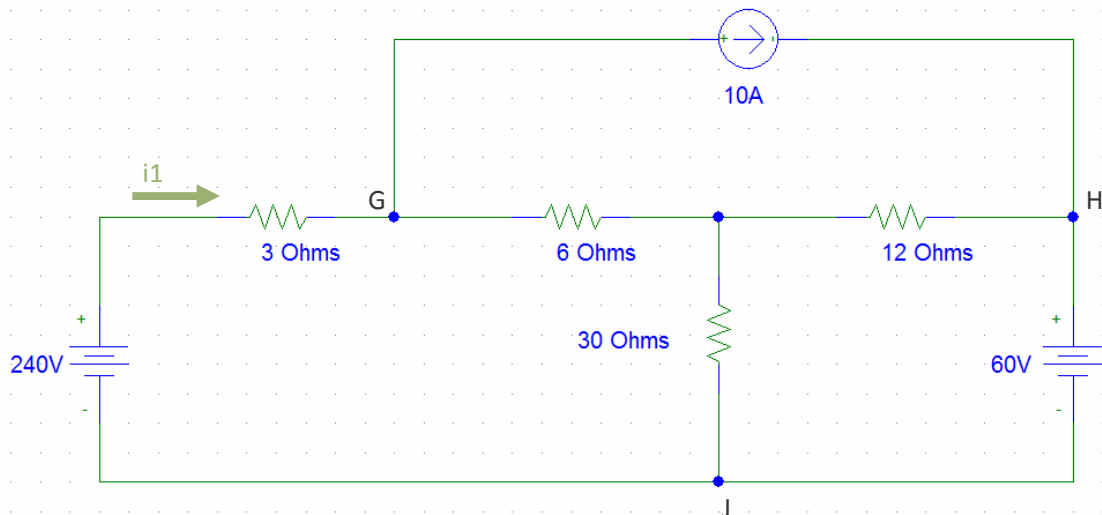 + -
10A
i1
G
H
3 Ohms
6 Ohms
12 Ohms
+
+
30 Ohms
240V
60V
-
-
J